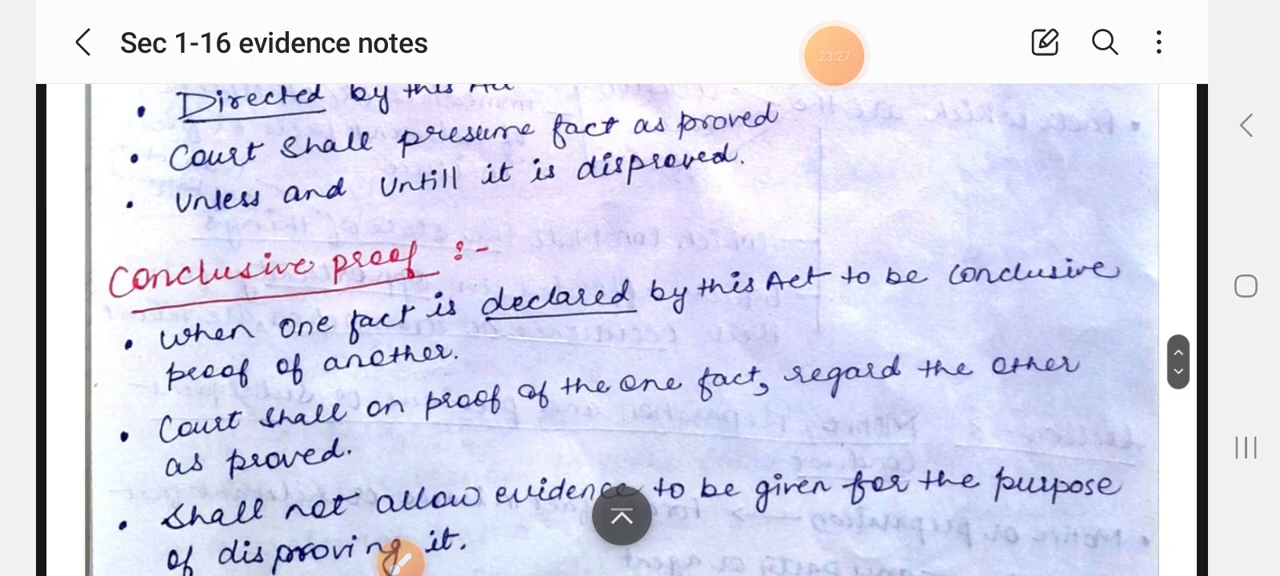 Sec 1-16 evidence notes
23:27
• Directed by this Act
• Court shall presume fact as proved
• Unless and Untill it is disproved.
Conclusive proof :-
• When one fact is declared by this Act to be conclusive
proof of another.
• Court shall on proof of the one fact, regard the other
as proved.
• Shall not allow evidence to be given for the purpose
of disproving it.